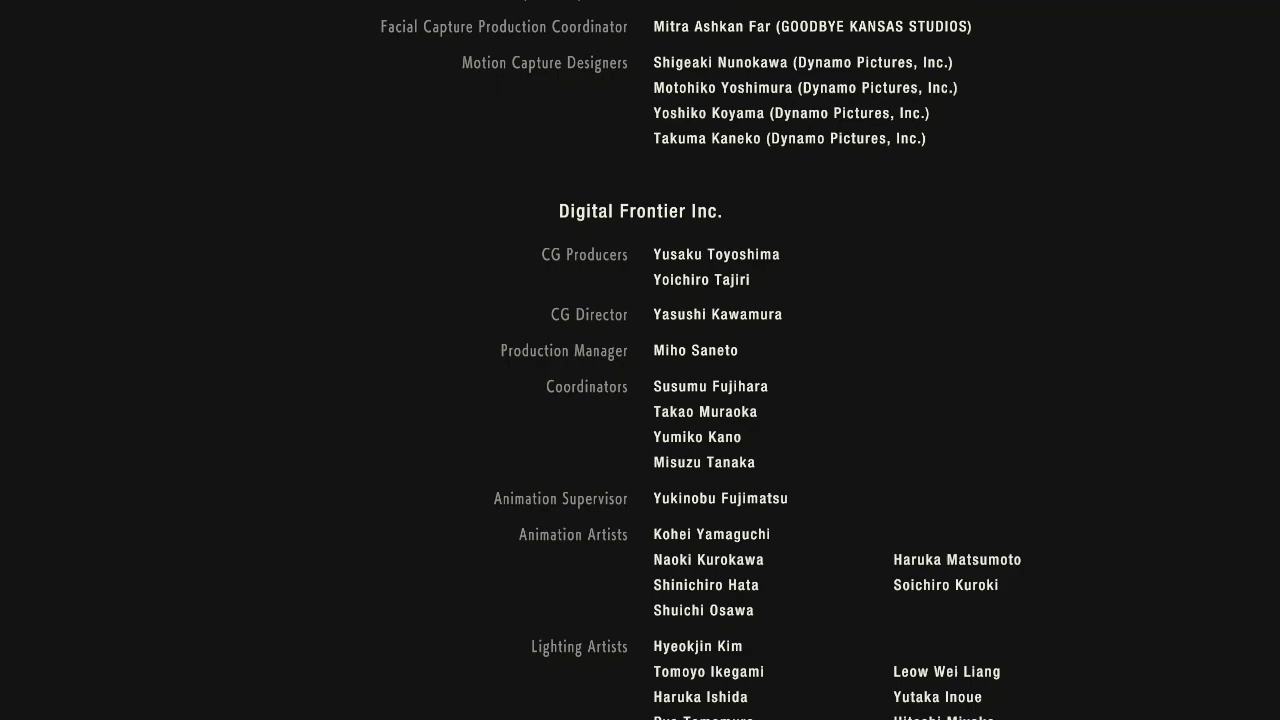 Facial Capture Production Coordinator Mitra Ashkan Far (GOODBYE KANSAS STUDIOS)
Motion Capture Designers Shigeaki Nunokawa (Dynamo Pictures, Inc.)
Motohiko Yoshimura (Dynamo Pictures, Inc.)
Yoshiko Koyama (Dynamo Pictures, Inc.)
Takuma Kaneko (Dynamo Pictures, Inc.)
Digital Frontier Inc.
CG Producers Yusaku Toyoshima
Yoichiro Tajiri
CG Director Yasushi Kawamura
Production Manager Miho Saneto
Coordinators Susumu Fujihara
Takao Muraoka
Yumiko Kano
Misuzu Tanaka
Animation Supervisor Yukinobu Fujimatsu
Animation Artists Kohei Yamaguchi
Naoki Kurokawa Haruka Matsumoto
Shinichiro Hata Soichiro Kuroki
Shuichi Osawa
Lighting Artists Hyeokjin Kim
Tomoyo Ikegami Leow Wei Liang
Haruka Ishida Yutaka Inoue